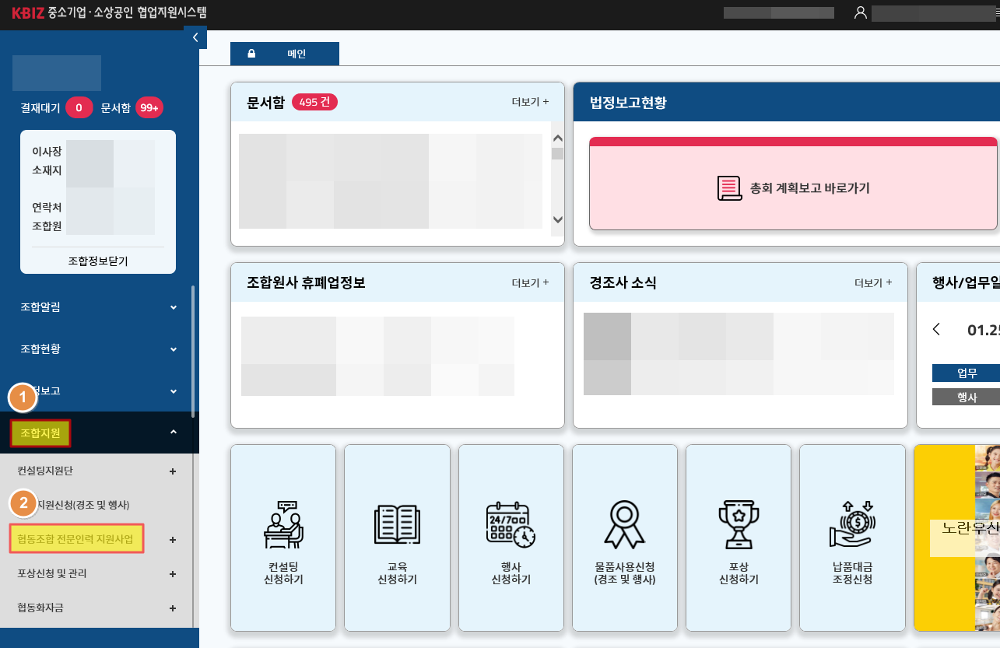 KBIZ 중소기업·소상공인 협업지원시스템
메인
결재대기 0 문서함 99+
이사장
소재지
연락처
조합원
조합정보닫기
조합알림
조합현황
정보고
1
조합지원
컨설팅지원단
2
지원신청(경조 및 행사)
협동조합 전문인력 지원사업
포상신청 및 관리
협동화자금
문서함 495 건 더보기 +
법정보고현황
총회 계획보고 바로가기
조합원사 휴폐업정보 더보기 +
경조사 소식 더보기 +
행사/업무일
01.25
업무
행사
컨설팅
신청하기
교육
신청하기
24/7
행사
신청하기
물품사용신청
(경조 및 행사)
포상
신청하기
납품대금
조정신청
노란우산